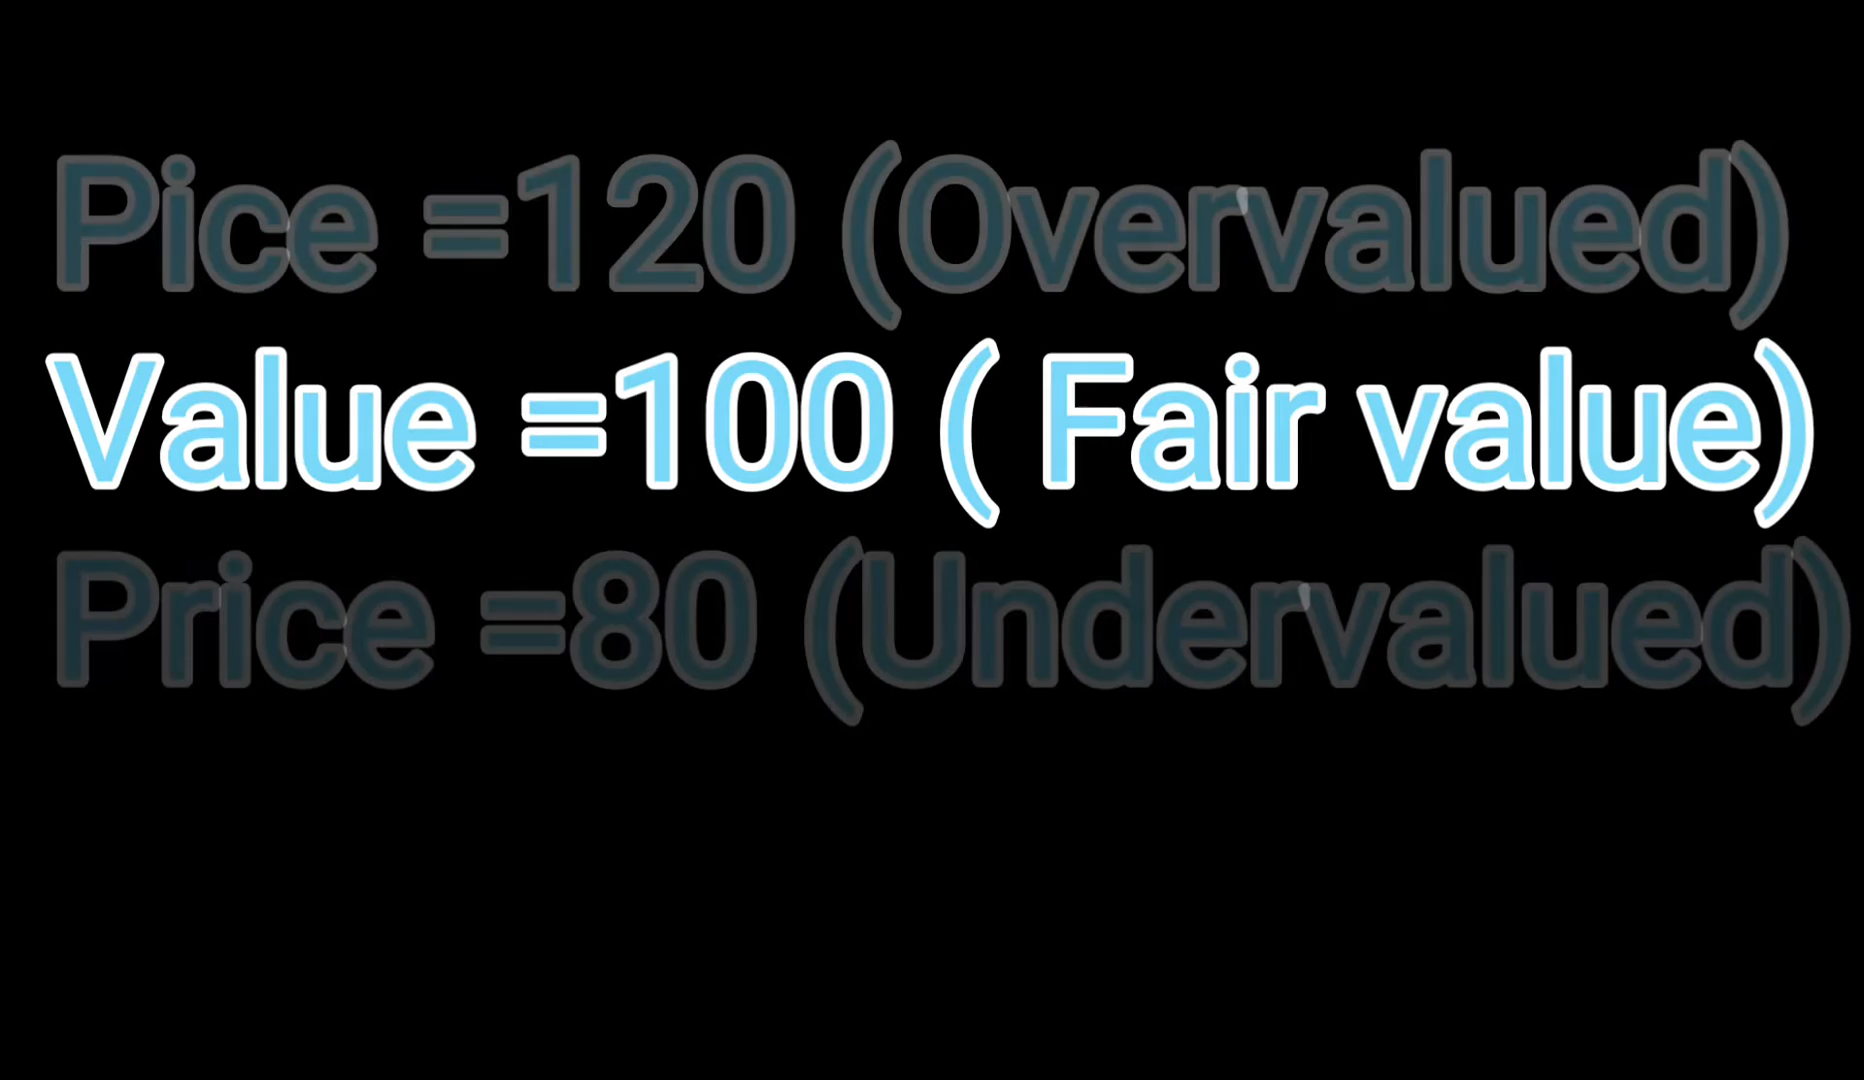 Pice =120 (Overvalued)
Value =100 ( Fair value)
Price =80 (Undervalued)